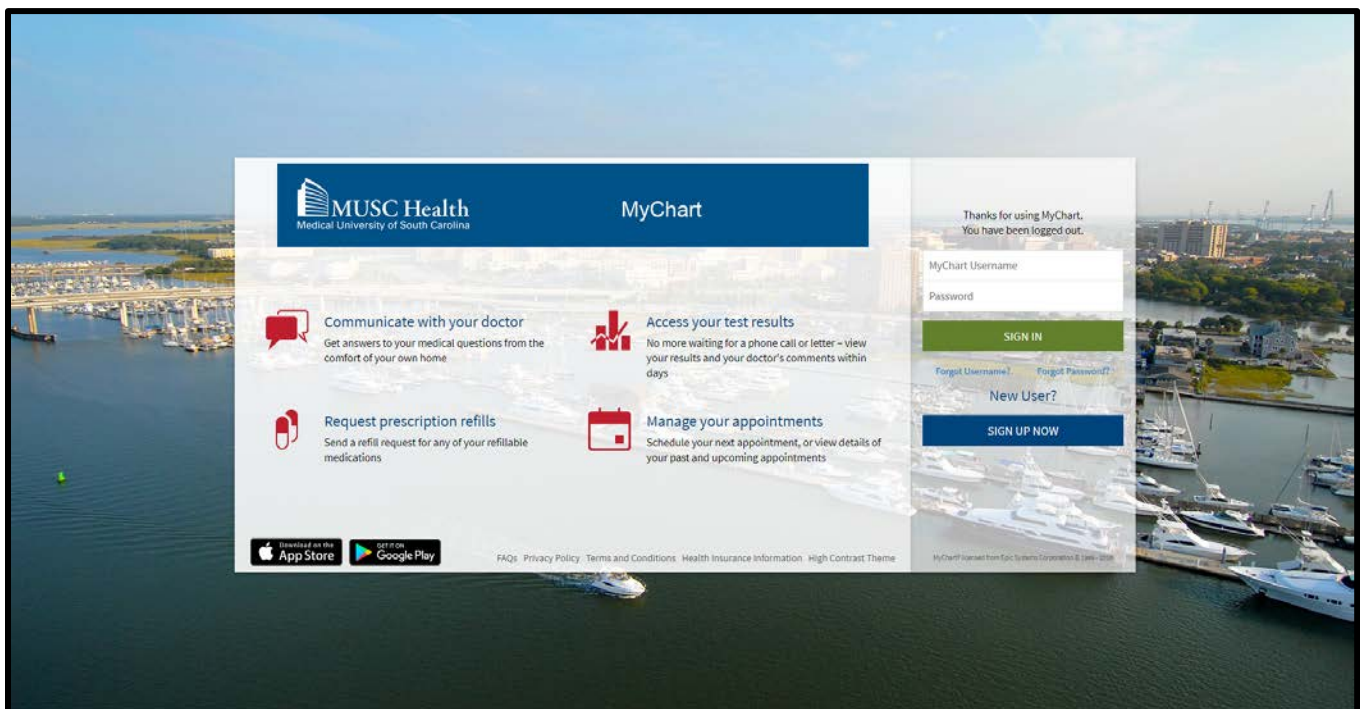 MUSC Health
Medical University of South Carolina
MyChart
Communicate with your doctor
Get answers to your medical questions from the
comfort of your own home
Access your test results
No more waiting for a phone call or letter – view
your results and your doctor's comments within
days
Request prescription refills
Send a refill request for any of your refillable
medications
Manage your appointments
Schedule your next appointment, or view details of
your past and upcoming appointments
Download on the
App Store
GET IT ON
Google Play
FAQs Privacy Policy Terms and Conditions Health Insurance Information High Contrast Theme
Thanks for using MyChart.
You have been logged out.
MyChart Username
Password
SIGN IN
Forgot Username? Forgot Password?
New User?
SIGN UP NOW
MyChart® licensed from Epic Systems Corporation ©